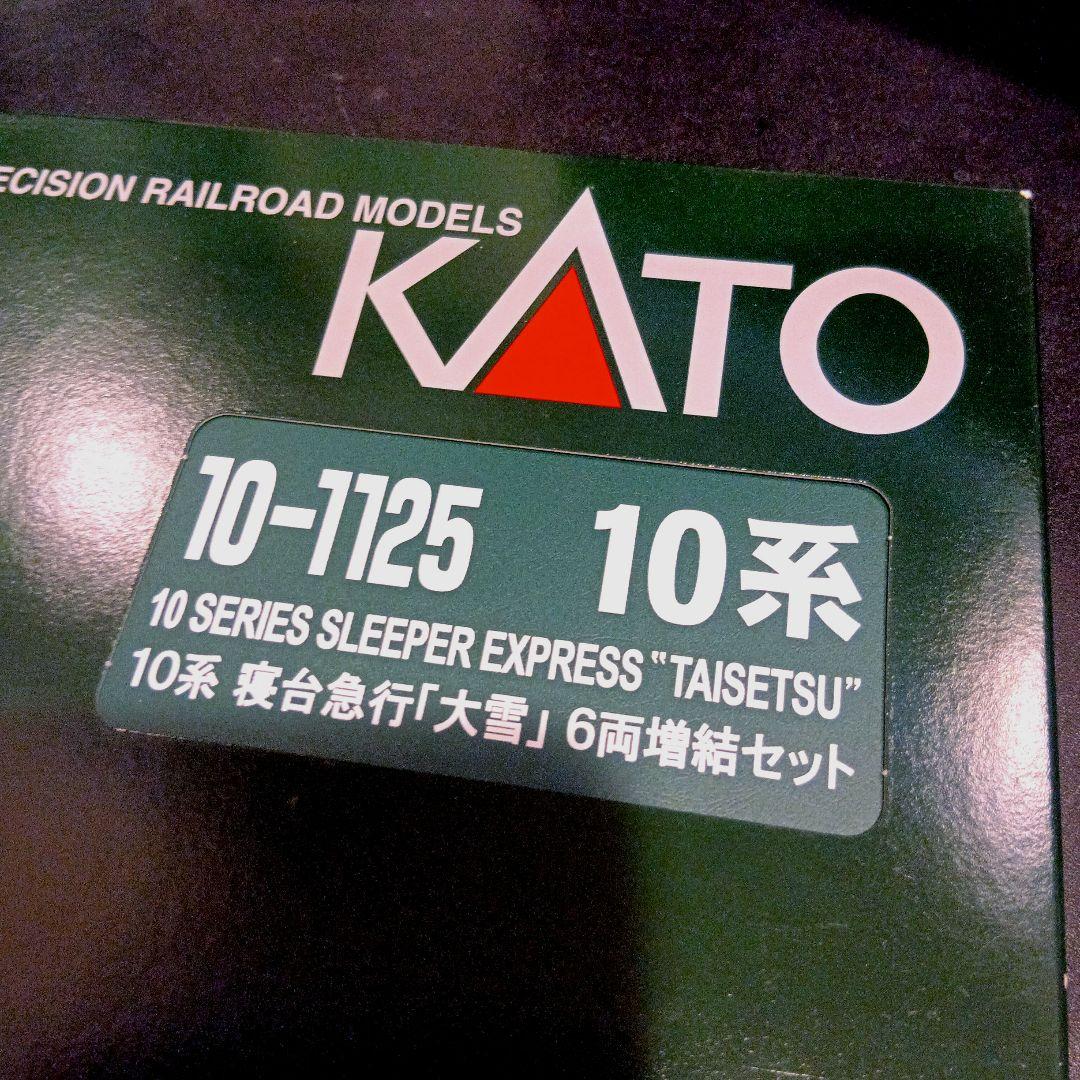 ECISION RAILROAD MODELS
KATO
10-1125 10系
10 SERIES SLEEPER EXPRESS “TAISETSU”
10系 寝台急行「大雪」 6両増結セット